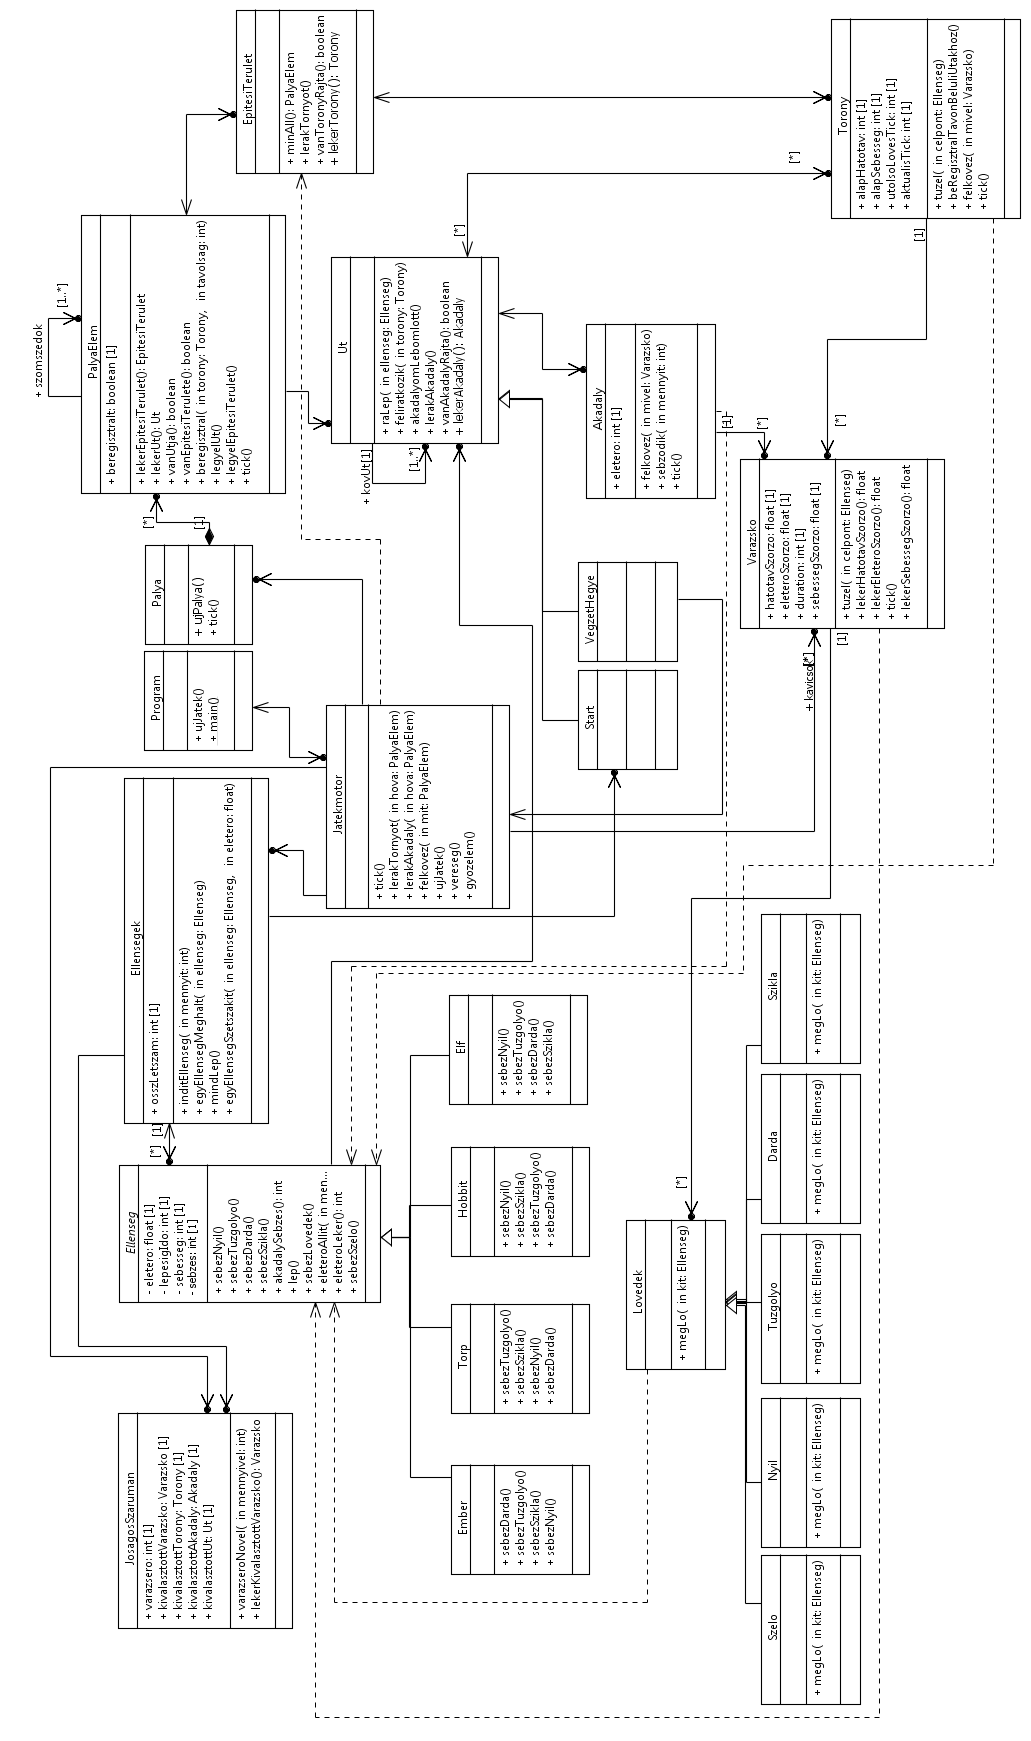 JosagosSzaruman
+ varazsero: int [1]
+ kivalasztottVarazsko: Varazsko [1]
+ kivalasztottTorony: Torony [1]
+ kivalasztottAkadaly: Akadaly [1]
+ kivalasztottUt: Ut [1]
+ varazseroNovel( in mennyivel: int)
+ lekerKivalasztottVarazsko(): Varazsko
Ellenseg
- eletero: float [1]
- lepesigIdo: int [1]
- sebesseg: int [1]
- sebzes: int [1]
+ sebezNyil()
+ sebezTuzgolyo()
+ sebezDarda()
+ sebezSzikla()
+ akadalySebzes(): int
+ lep()
+ sebezLovedek()
+ eleteroAllit( in men...
+ eleteroLeker(): int
+ sebezSzelo()
[*]
[1]
Ellensegek
+ osszLetszam: int [1]
+ inditEllenseg( in mennyit: int)
+ egyEllensegMeghalt( in ellenseg: Ellenseg)
+ mindLep()
+ egyEllensegSzetszakit( in ellenseg: Ellenseg, in eletero: float)
Program
+ ujJatek()
+ main()
Palya
+ ujPalya()
+ tick()
[*]
[1]
PalyaElem
+ beregisztralt: boolean [1]
+ lekerEpitesiTerulet(): EpitesiTerulet
+ lekerUt(): Ut
+ vanUtja(): boolean
+ vanEpitesiTerulete(): boolean
+ beregisztral( in torony: Torony, in tavolsag: int)
+ legyelUt()
+ legyelEpitesiTerulet()
+ tick()
+ szomszedok
[1..*]
EpitesiTerulet
+ minAll(): PalyaElem
+ lerakTornyot()
+ vanToronyRajta(): boolean
+ lekerTorony(): Torony
Jatekmotor
+ tick()
+ lerakTornyot( in hova: PalyaElem)
+ lerakAkadaly( in hova: PalyaElem)
+ felkovez( in mit: PalyaElem)
+ ujJatek()
+ vereseg()
+ gyozelem()
Ut
+ raLep( in ellenseg: Ellenseg)
+ feliratkozik( in torony: Torony)
+ akadalyomLebomlott()
+ lerakAkadaly()
+ vanAkadalyRajta(): boolean
+ lekerAkadaly(): Akadaly
+ kovUt[1]
[1..*]
[*]
Ember
+ sebezDarda()
+ sebezTuzgolyo()
+ sebezSzikla()
+ sebezNyil()
Torp
+ sebezTuzgolyo()
+ sebezSzikla()
+ sebezNyil()
+ sebezDarda()
Hobbit
+ sebezNyil()
+ sebezSzikla()
+ sebezTuzgolyo()
+ sebezDarda()
Elf
+ sebezNyil()
+ sebezTuzgolyo()
+ sebezDarda()
+ sebezSzikla()
Start
VegzetHegye
Akadaly
+ eletero: int [1]
+ felkovez( in mivel: Varazsko)
+ sebzodik( in mennyit: int)
+ tick()
[1]
[*]
Lovedek
+ megLo( in kit: Ellenseg)
[*]
Varazsko
+ hatotavSzorzo: float [1]
+ eleteroSzorzo: float [1]
+ duration: int [1]
+ sebessegSzorzo: float [1]
+ tuzel( in celpont: Ellenseg)
+ lekerHatotavSzorzo(): float
+ lekerEleteroSzorzo(): float
+ tick()
+ lekerSebessegSzorzo(): float
+ kavicsok
[*]
[1]
[*]
Szelo
+ megLo( in kit: Ellenseg)
Nyil
+ megLo( in kit: Ellenseg)
Tuzgolyo
+ megLo( in kit: Ellenseg)
Darda
+ megLo( in kit: Ellenseg)
Szikla
+ megLo( in kit: Ellenseg)
Torony
+ alapHatotav: int [1]
+ alapSebesseg: int [1]
+ utolsoLovesTick: int [1]
+ aktualisTick: int [1]
+ tuzel( in celpont: Ellenseg)
+ beRegisztralTavonBeluliUtakhoz()
+ felkovez( in mivel: Varazsko)
+ tick()
[*]
[1]